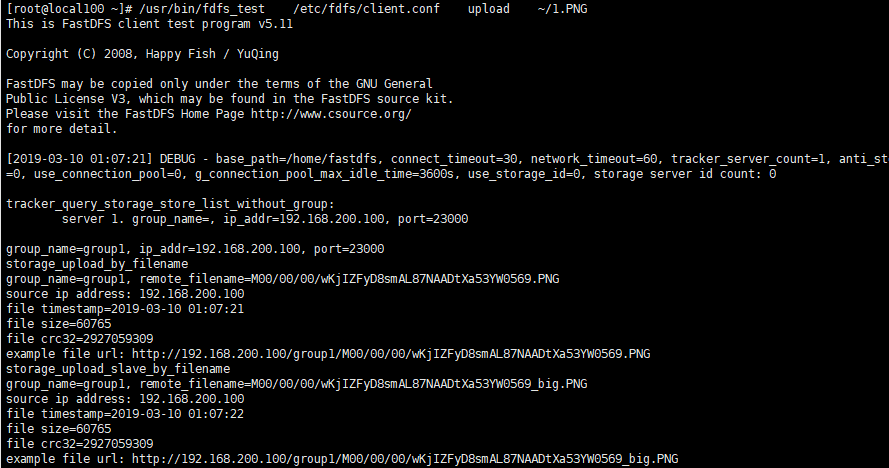 [root@local100 ~]# /usr/bin/fdfs_test    /etc/fdfs/client.conf    upload    ~/1.PNG
This is FastDFS client test program v5.11
Copyright (C) 2008, Happy Fish / YuQing
FastDFS may be copied only under the terms of the GNU General
Public License V3, which may be found in the FastDFS source kit.
Please visit the FastDFS Home Page http://www.csource.org/
for more detail.
[2019-03-10 01:07:21] DEBUG - base_path=/home/fastdfs, connect_timeout=30, network_timeout=60, tracker_server_count=1, anti_st
=0, use_connection_pool=0, g_connection_pool_max_idle_time=3600s, use_storage_id=0, storage server id count: 0
tracker_query_storage_store_list_without_group:
        server 1. group_name=, ip_addr=192.168.200.100, port=23000
group_name=group1, ip_addr=192.168.200.100, port=23000
storage_upload_by_filename
group_name=group1, remote_filename=M00/00/00/wKjIZFyD8smAL87NAADtXa53YW0569.PNG
source ip address: 192.168.200.100
file timestamp=2019-03-10 01:07:21
file size=60765
file crc32=2927059309
example file url: http://192.168.200.100/group1/M00/00/00/wKjIZFyD8smAL87NAADtXa53YW0569.PNG
storage_upload_slave_by_filename
group_name=group1, remote_filename=M00/00/00/wKjIZFyD8smAL87NAADtXa53YW0569_big.PNG
source ip address: 192.168.200.100
file timestamp=2019-03-10 01:07:22
file size=60765
file crc32=2927059309
example file url: http://192.168.200.100/group1/M00/00/00/wKjIZFyD8smAL87NAADtXa53YW0569_big.PNG